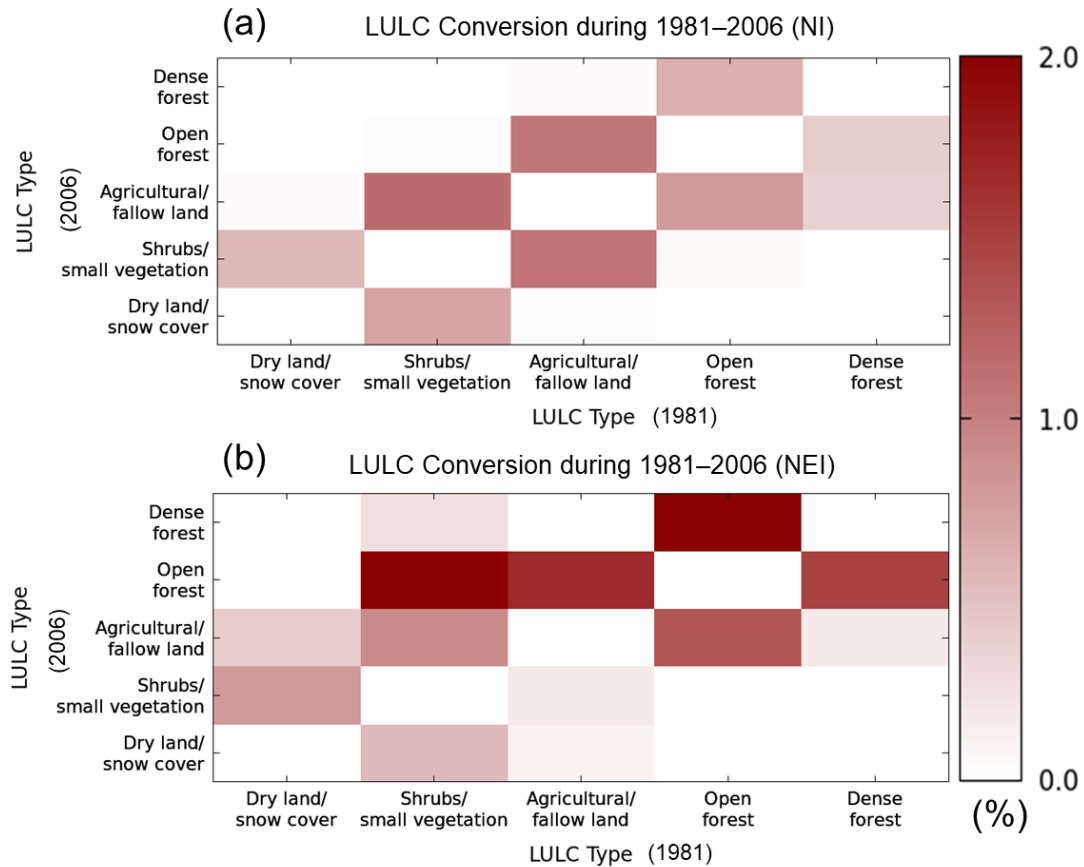 (a)
LULC Conversion during 1981–2006 (NI)
2.0
1.0
0.0
(%)
LULC Type
(2006)
Dense
forest
Open
forest
Agricultural/
fallow land
Shrubs/
small vegetation
Dry land/
snow cover
Dry land/
snow cover
Shrubs/
small vegetation
Agricultural/
fallow land
Open
forest
Dense
forest
LULC Type (1981)
(b)
LULC Conversion during 1981–2006 (NEI)
LULC Type
(2006)
Dense
forest
Open
forest
Agricultural/
fallow land
Shrubs/
small vegetation
Dry land/
snow cover
Dry land/
snow cover
Shrubs/
small vegetation
Agricultural/
fallow land
Open
forest
Dense
forest
LULC Type (1981)